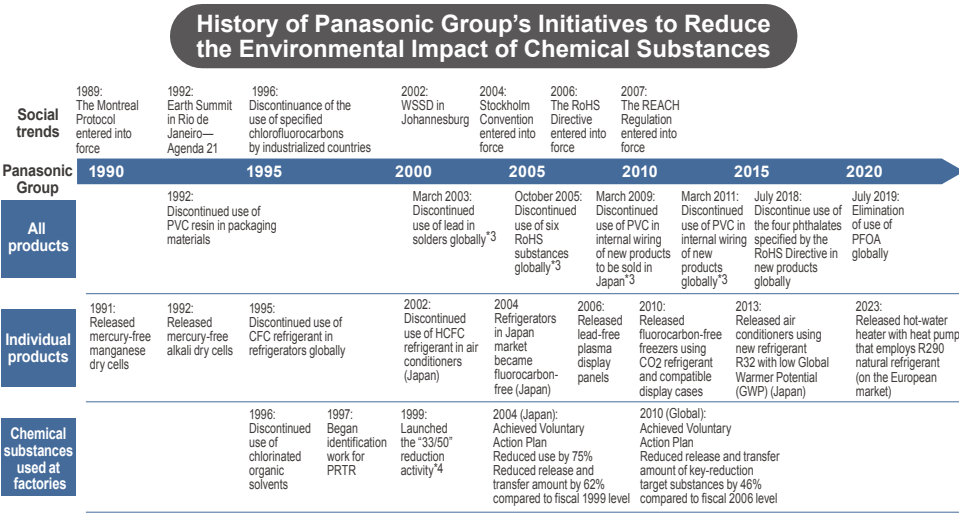 History of Panasonic Group's Initiatives to Reduce
the Environmental Impact of Chemical Substances
Social
trends
1989:
The Montreal
Protocol
entered into
force
1992:
Earth Summit
in Rio de
Janeiro—
Agenda 21
1996:
Discontinuance of the
use of specified
chlorofluorocarbons
by industrialized countries
2002:
WSSD in
Johannesburg
2004:
Stockholm
Convention
entered into
force
2006:
The RoHS
Directive
entered into
force
2007:
The REACH
Regulation
entered into
force
Panasonic
Group
1990
1995
2000
2005
2010
2015
2020
All
products
1992:
Discontinued use of
PVC resin in packaging
materials
March 2003:
Discontinued
use of lead in
solders globally*3
October 2005:
Discontinued
use of six
RoHS
substances
globally*3
March 2009:
Discontinued
use of PVC in
internal wiring
of new products
to be sold in
Japan*3
March 2011:
Discontinued
use of PVC in
internal wiring
of new
products
globally*3
July 2018:
Discontinue use of
the four phthalates
specified by the
RoHS Directive in
new products
globally
July 2019:
Elimination
of use of
PFOA
globally
Individual
products
1991:
Released
mercury-free
manganese
dry cells
1992:
Released
mercury-free
alkali dry cells
1995:
Discontinued use of
CFC refrigerant in
refrigerators globally
2002:
Discontinued
use of HCFC
refrigerant in air
conditioners
(Japan)
2004
Refrigerators
in Japan
market
became
fluorocarbon-
free (Japan)
2006:
Released
lead-free
plasma
display
panels
2010:
Released
fluorocarbon-free
freezers using
CO2 refrigerant
and compatible
display cases
2013:
Released air
conditioners using
new refrigerant
R32 with low Global
Warmer Potential
(GWP) (Japan)
2023:
Released hot-water
heater with heat pump
that employs R290
natural refrigerant
(on the European
market)
Chemical
substances
used at
factories
1996:
Discontinued
use of
chlorinated
organic
solvents
1997:
Began
identification
work for
PRTR
1999:
Launched
the "33/50"
reduction
activity*4
2004 (Japan):
Achieved Voluntary
Action Plan
Reduced use by 75%
Reduced release and
transfer amount by 62%
compared to fiscal 1999 level
2010 (Global):
Achieved Voluntary
Action Plan
Reduced release and transfer
amount of key-reduction
target substances by 46%
compared to fiscal 2006 level